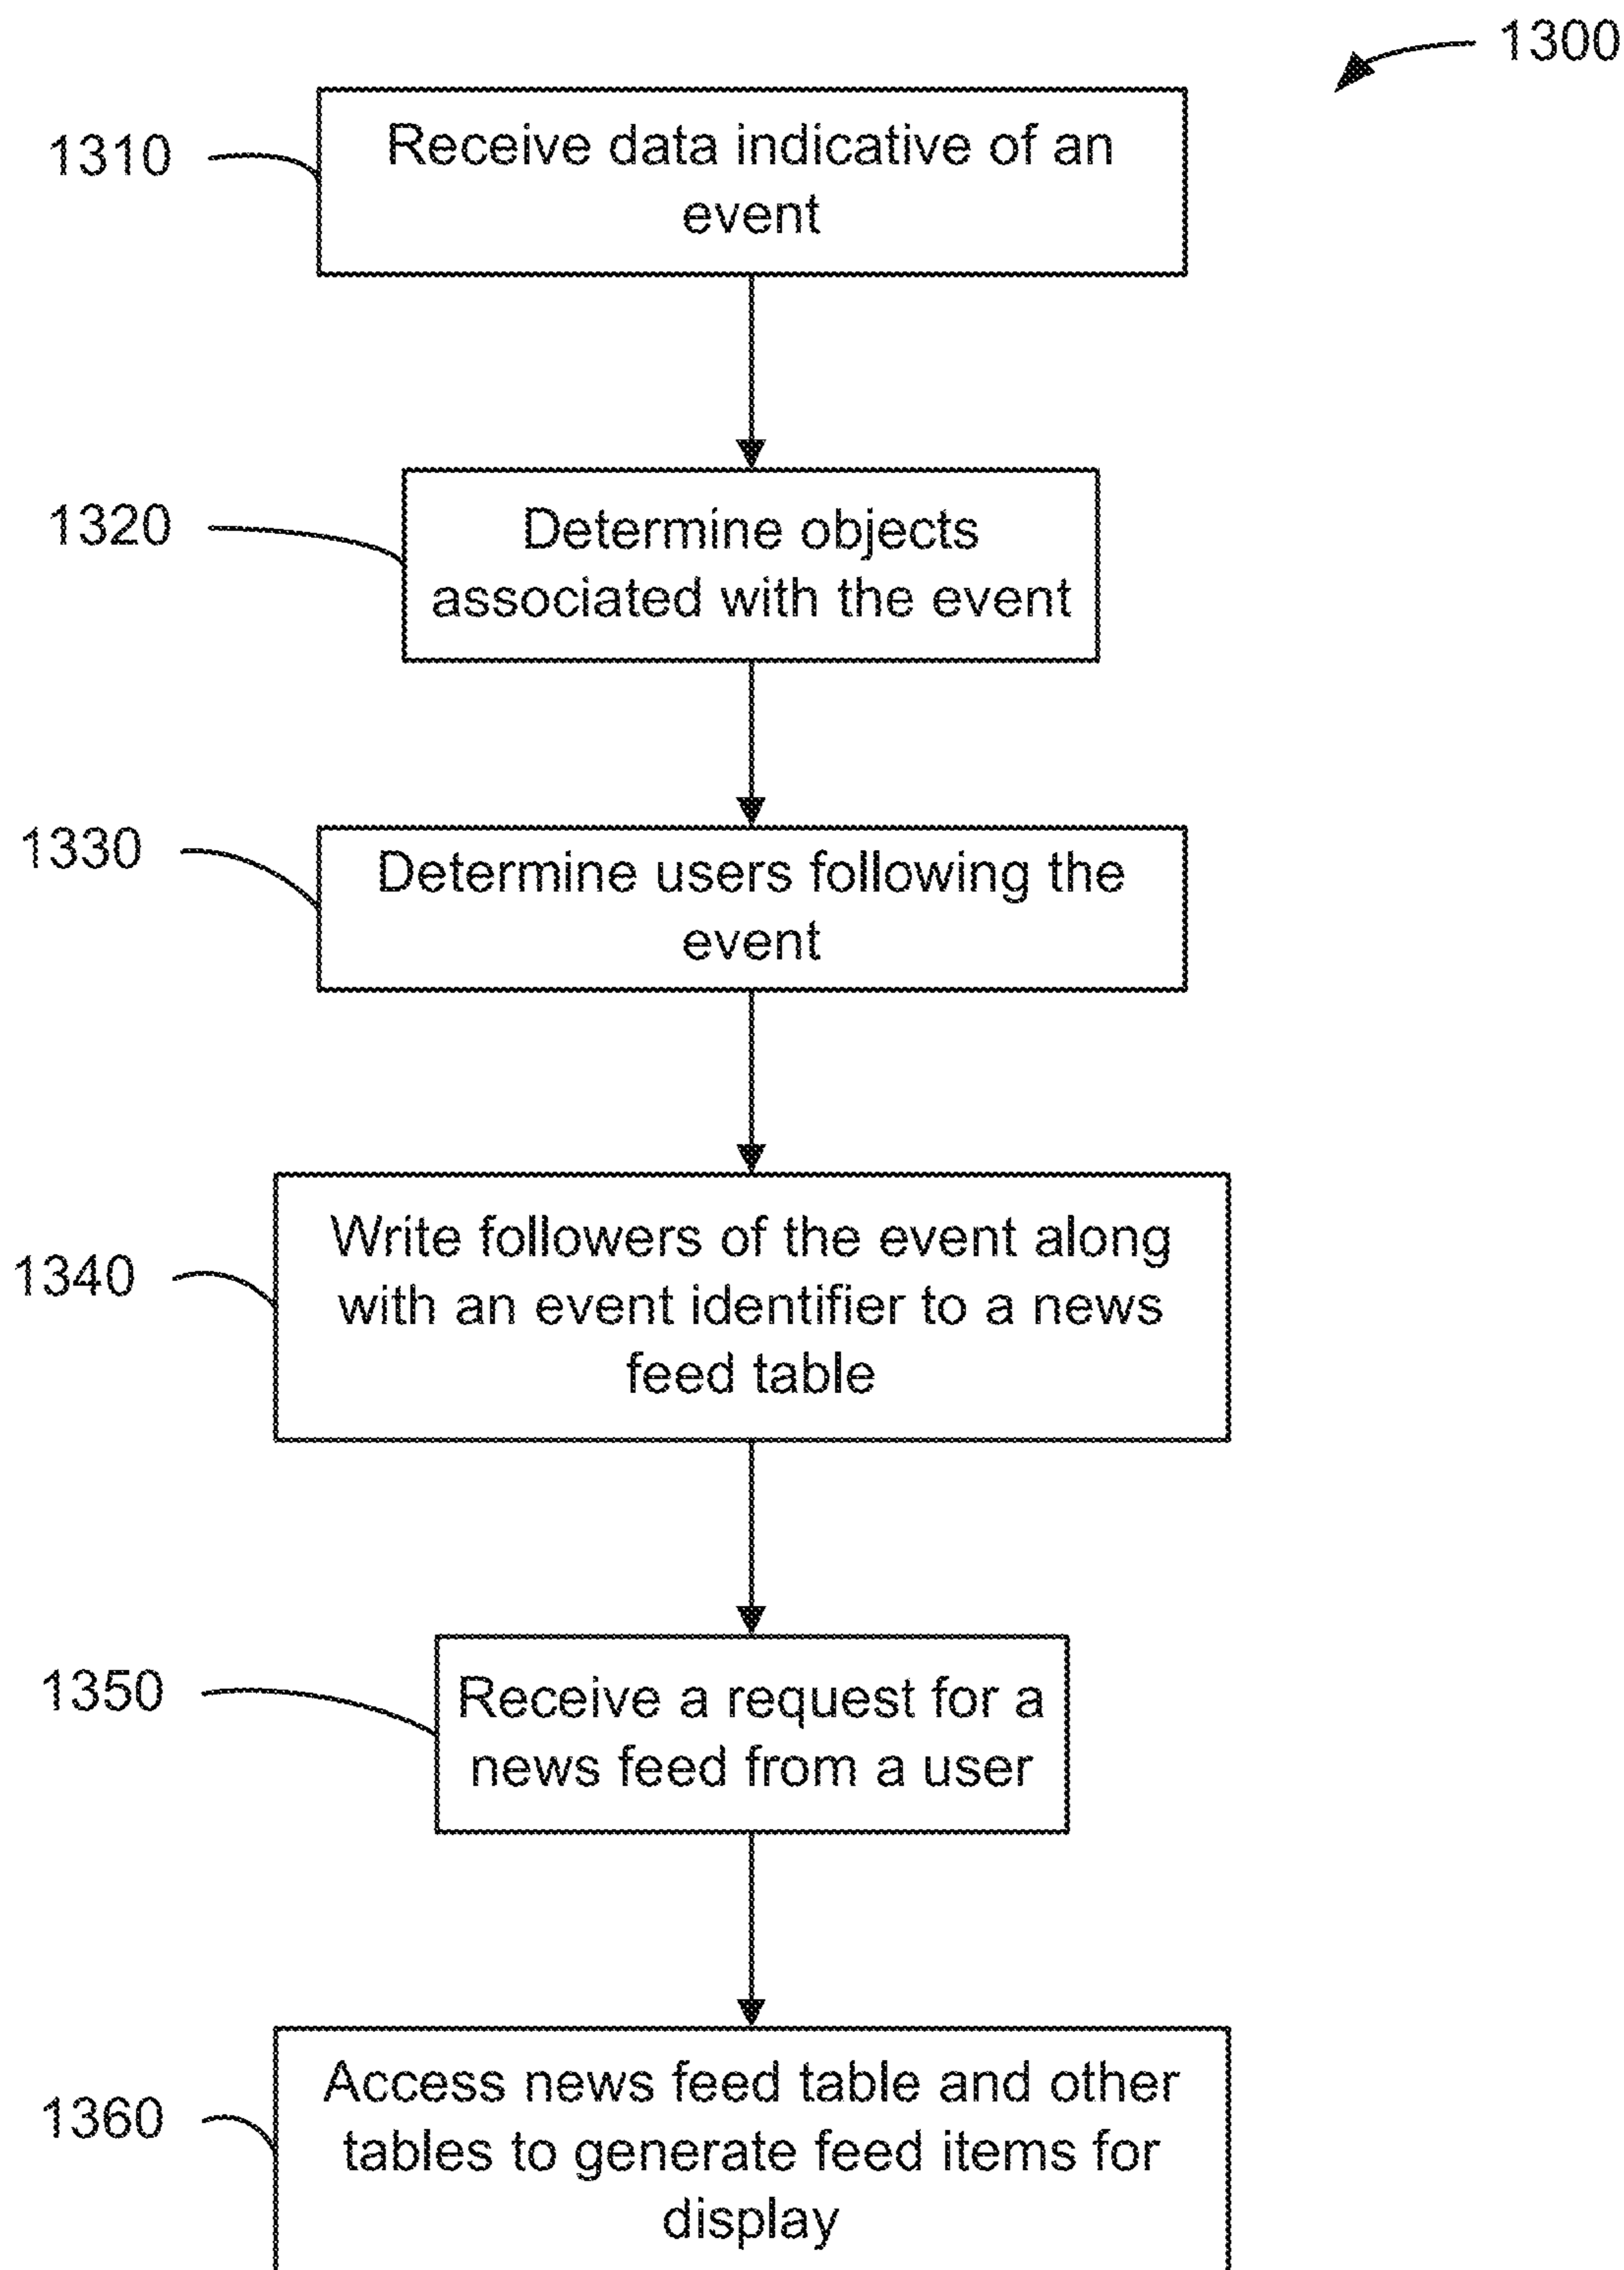 1300
1310
Receive data indicative of an
event
1320
Determine objects
associated with the event
1330
Determine users following the
event
1340
Write followers of the event along
with an event identifier to a news
feed table
1350
Receive a request for a
news feed from a user
1360
Access news feed table and other
tables to generate feed items for
display